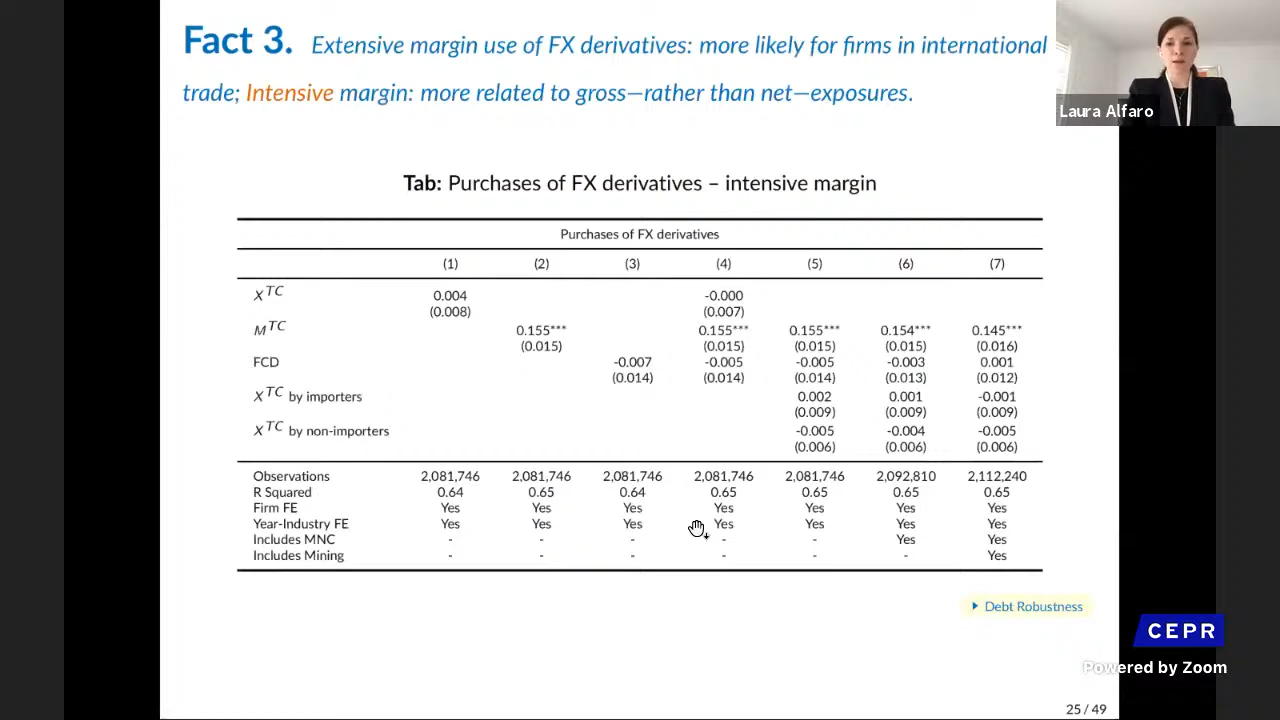 Fact 3. Extensive margin use of FX derivatives: more likely for firms in international
trade; Intensive margin: more related to gross—rather than net—exposures.
Laura Alfaro
Tab: Purchases of FX derivatives – intensive margin
Purchases of FX derivatives
(1) (2) (3) (4) (5) (6) (7)
X TC 0.004 -0.000
(0.008) (0.007)
M TC 0.155*** 0.155*** 0.155*** 0.154*** 0.145***
(0.015) (0.015) (0.015) (0.015) (0.016)
FCD -0.007 -0.005 -0.005 -0.003 0.001
(0.014) (0.014) (0.014) (0.013) (0.012)
X TC by importers 0.002 0.001 -0.001
(0.009) (0.009) (0.009)
X TC by non-importers -0.005 -0.004 -0.005
(0.006) (0.006) (0.006)
Observations 2,081,746 2,081,746 2,081,746 2,081,746 2,081,746 2,092,810 2,112,240
R Squared 0.64 0.65 0.64 0.65 0.65 0.65 0.65
Firm FE Yes Yes Yes Yes Yes Yes Yes
Year-Industry FE Yes Yes Yes Yes Yes Yes Yes
Includes MNC - - - - - Yes Yes
Includes Mining - - - - - - Yes
Debt Robustness
CEPR
Powered by Zoom
25 / 49